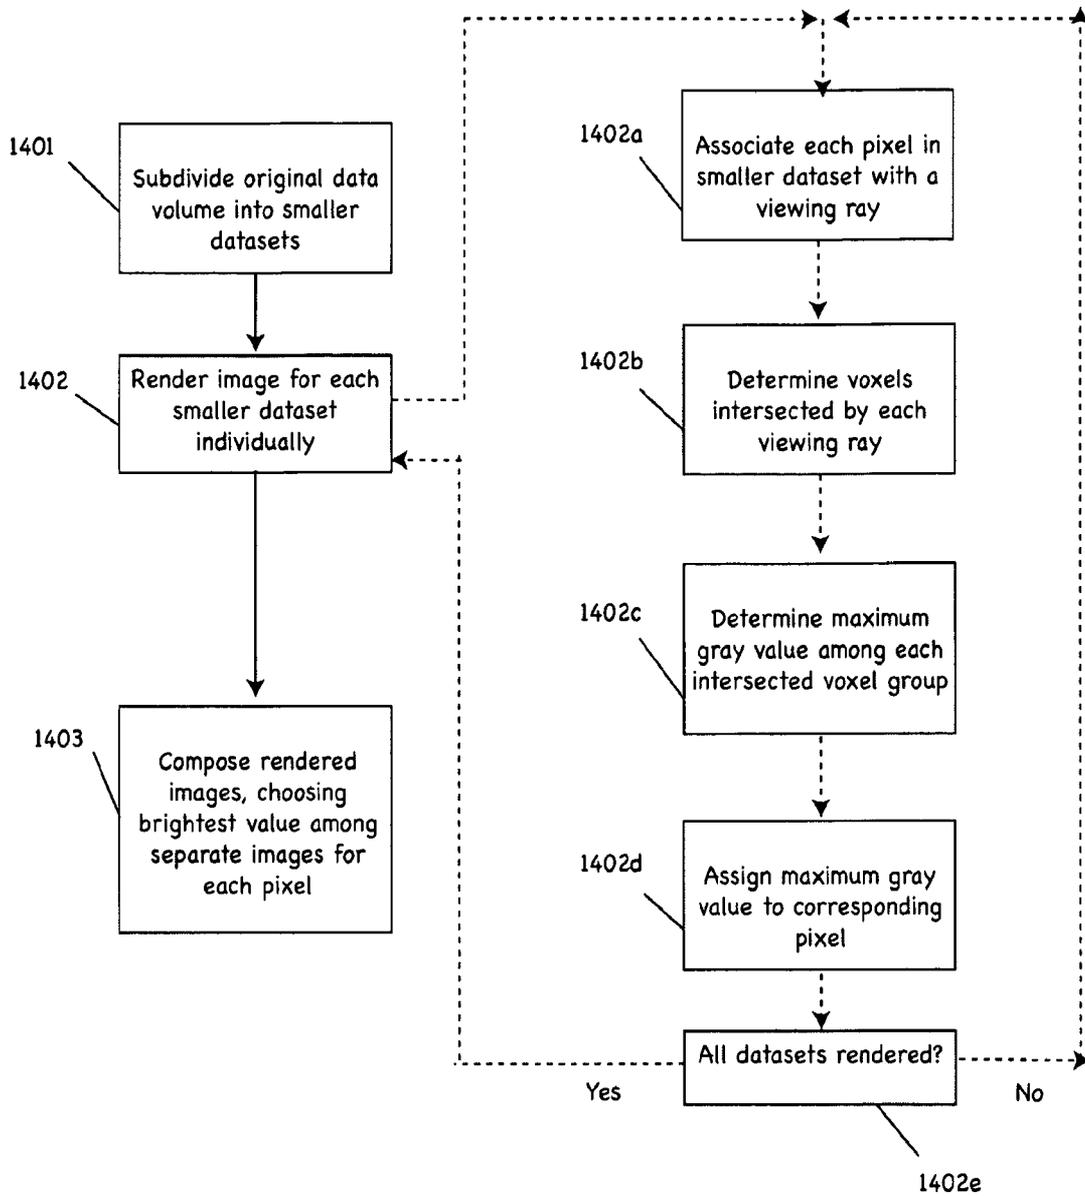 1401
Subdivide original data
volume into smaller
datasets
1402
Render image for each
smaller dataset
individually
1403
Compose rendered
images, choosing
brightest value among
separate images for
each pixel
1402a
Associate each pixel in
smaller dataset with a
viewing ray
1402b
Determine voxels
intersected by each
viewing ray
1402c
Determine maximum
gray value among each
intersected voxel group
1402d
Assign maximum gray
value to corresponding
pixel
All datasets rendered?
Yes
No
1402e